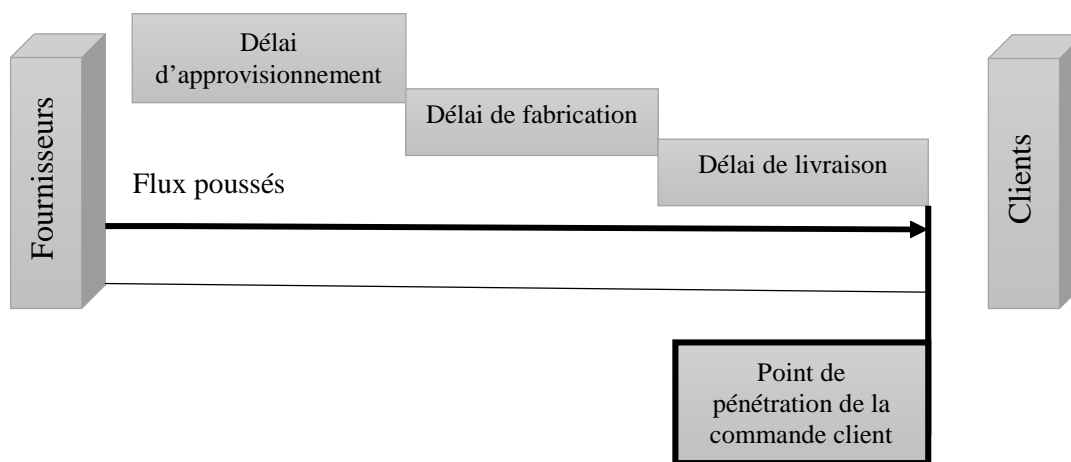 Fournisseurs
Délai
d’approvisionnement
Délai de fabrication
Délai de livraison
Clients
Flux poussés
Point de
pénétration de la
commande client